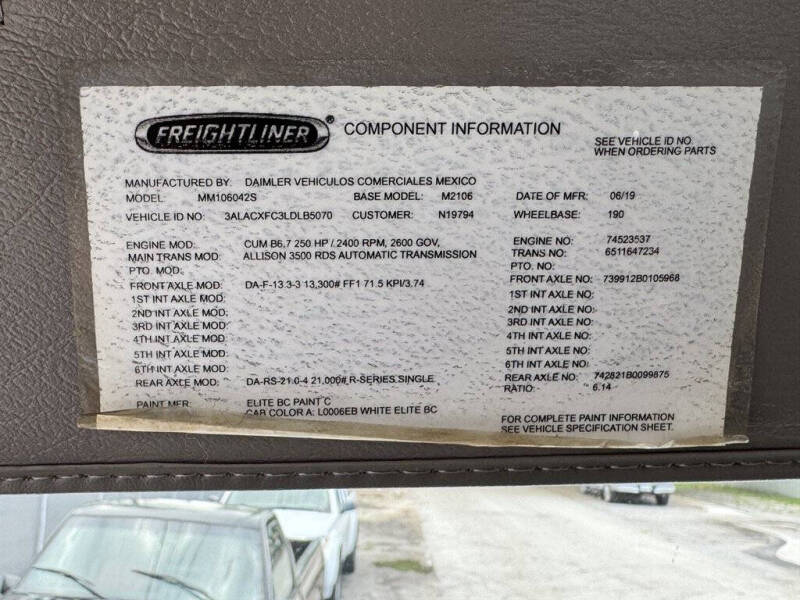 FREIGHTLINER® COMPONENT INFORMATION
SEE VEHICLE ID NO.
WHEN ORDERING PARTS
MANUFACTURED BY: DAIMLER VEHICULOS COMERCIALES MEXICO
MODEL: MM106042S BASE MODEL: M2106 DATE OF MFR: 06/19
VEHICLE ID NO: 3ALACXFC3LDLB5070 CUSTOMER: N19794 WHEELBASE: 190
ENGINE MOD: CUM B6.7 250 HP / 2400 RPM, 2600 GOV, ENGINE NO: 74523537
MAIN TRANS MOD: ALLISON 3500 RDS AUTOMATIC TRANSMISSION TRANS NO: 6511647234
PTO. MOD: PTO. NO:
FRONT AXLE MOD: DA-F-13.3-3 13,300# FF1 71.5 KPI/3.74 FRONT AXLE NO: 739912B0105968
1ST INT AXLE MOD: 1ST INT AXLE NO:
2ND INT AXLE MOD: 2ND INT AXLE NO:
3RD INT AXLE MOD: 3RD INT AXLE NO:
4TH INT AXLE MOD: 4TH INT AXLE NO:
5TH INT AXLE MOD: 5TH INT AXLE NO:
6TH INT AXLE MOD: 6TH INT AXLE NO:
REAR AXLE MOD: DA-RS-21.0-4 21,000# R-SERIES SINGLE REAR AXLE NO: 742821B0099875
RATIO: 6.14
PAINT MFR: ELITE BC PAINT C
CAB COLOR A: L0006EB WHITE ELITE BC
FOR COMPLETE PAINT INFORMATION
SEE VEHICLE SPECIFICATION SHEET.